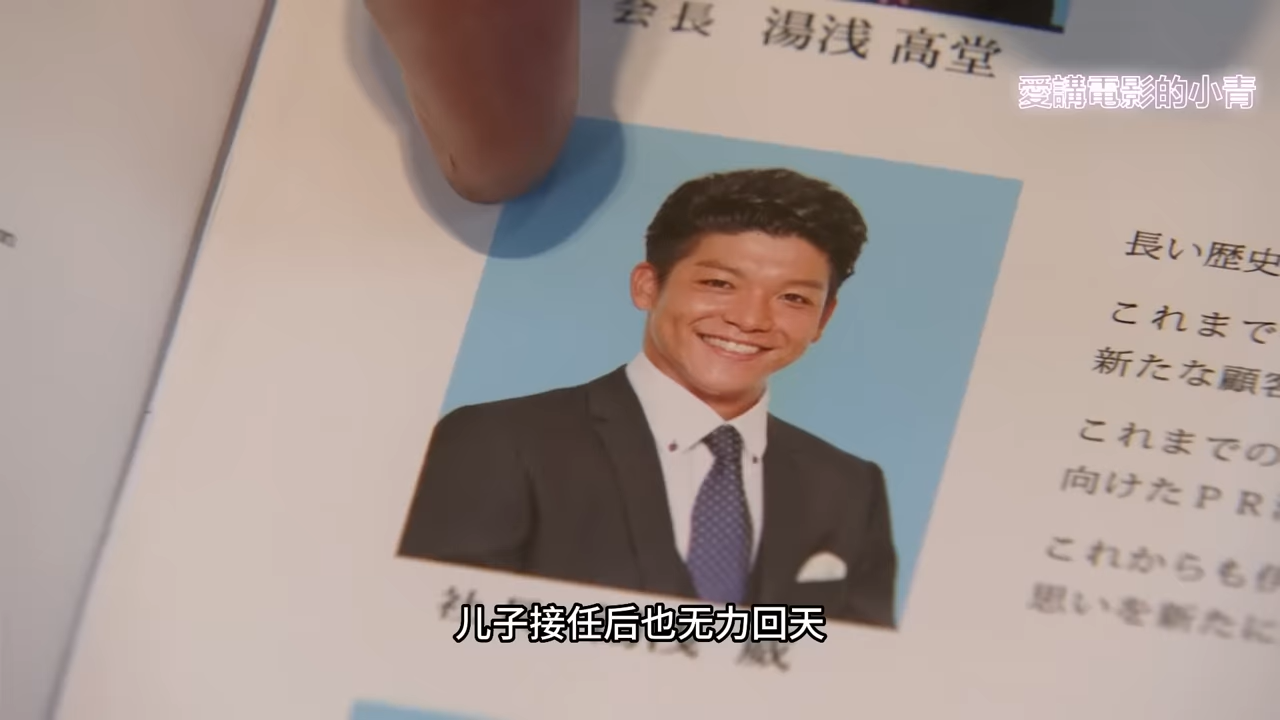 会長 湯浅 高堂
愛講電影的小青
長い歴史
これまで
新たな顧客
これまでの
向けたPR
これからも
思いを新たに
儿子接任后也无力回天